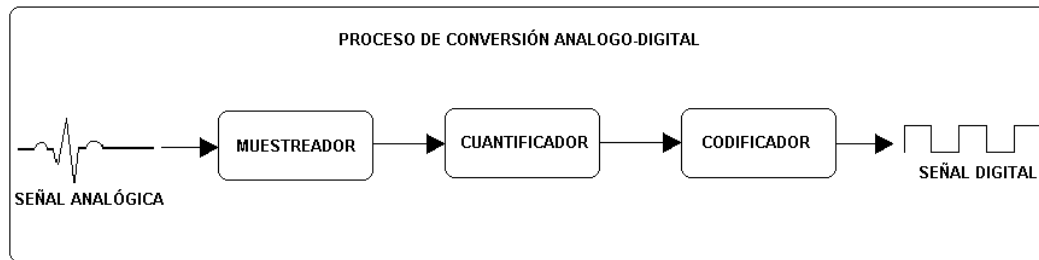 PROCESO DE CONVERSIÓN ANALOGO-DIGITAL
MUESTREADOR
CUANTIFICADOR
CODIFICADOR
SEÑAL ANALÓGICA
SEÑAL DIGITAL